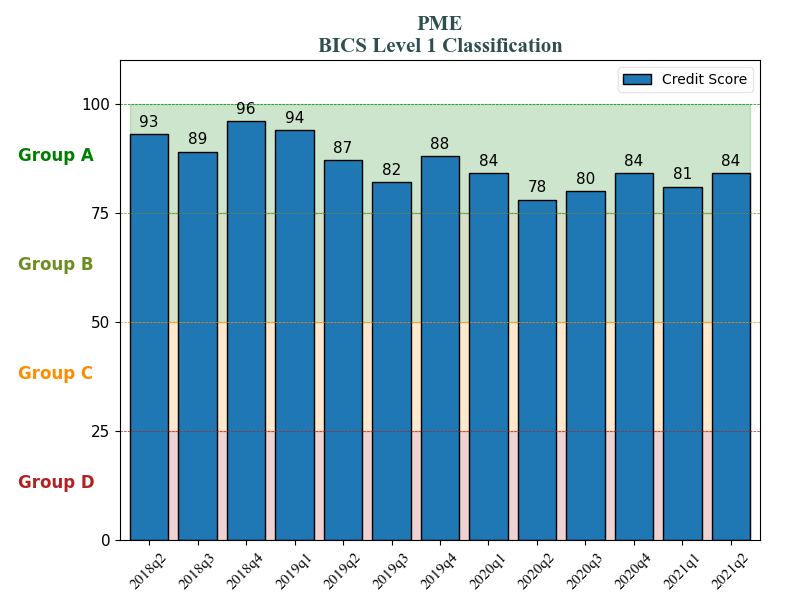 PME
BICS Level 1 Classification
Credit Score
100
75
50
25
0
Group A
Group B
Group C
Group D
93
89
96
94
87
82
88
84
78
80
84
81
84
2018q2
2018q3
2018q4
2019q1
2019q2
2019q3
2019q4
2020q1
2020q2
2020q3
2020q4
2021q1
2021q2